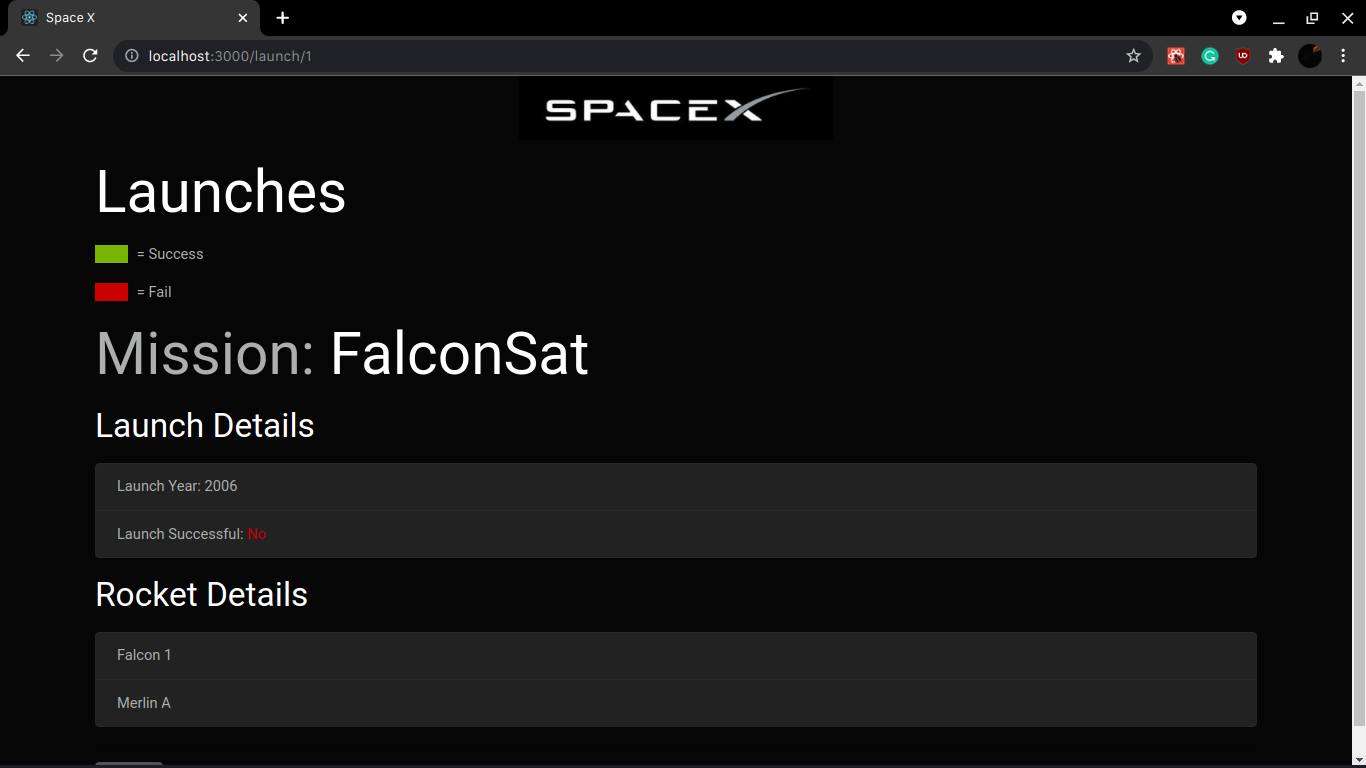 Space X
localhost:3000/launch/1
SPACEX
Launches
= Success
= Fail
Mission: FalconSat
Launch Details
Launch Year: 2006
Launch Successful: No
Rocket Details
Falcon 1
Merlin A